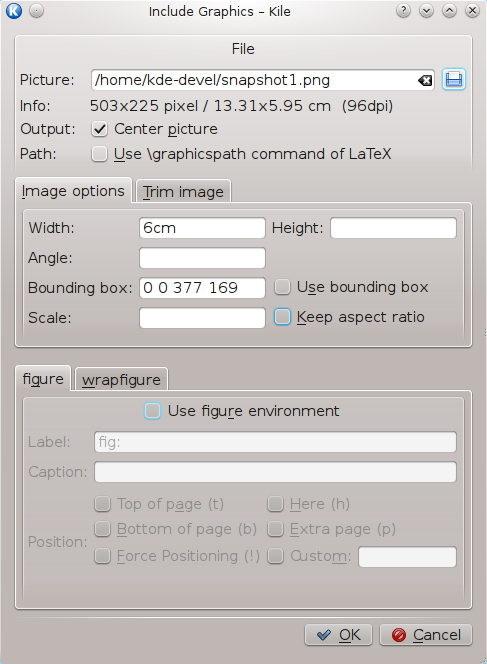 Include Graphics – Kile
File
Picture: /home/kde-devel/snapshot1.png
Info: 503x225 pixel / 13.31x5.95 cm (96dpi)
Output: Center picture
Path: Use \graphicspath command of LaTeX
Image options Trim image
Width: 6cm Height:
Angle:
Bounding box: 0 0 377 169 Use bounding box
Scale: Keep aspect ratio
figure wrapfigure
Use figure environment
Label: fig:
Caption:
Top of page (t) Here (h)
Position: Bottom of page (b) Extra page (p)
Force Positioning (!) Custom:
OK Cancel